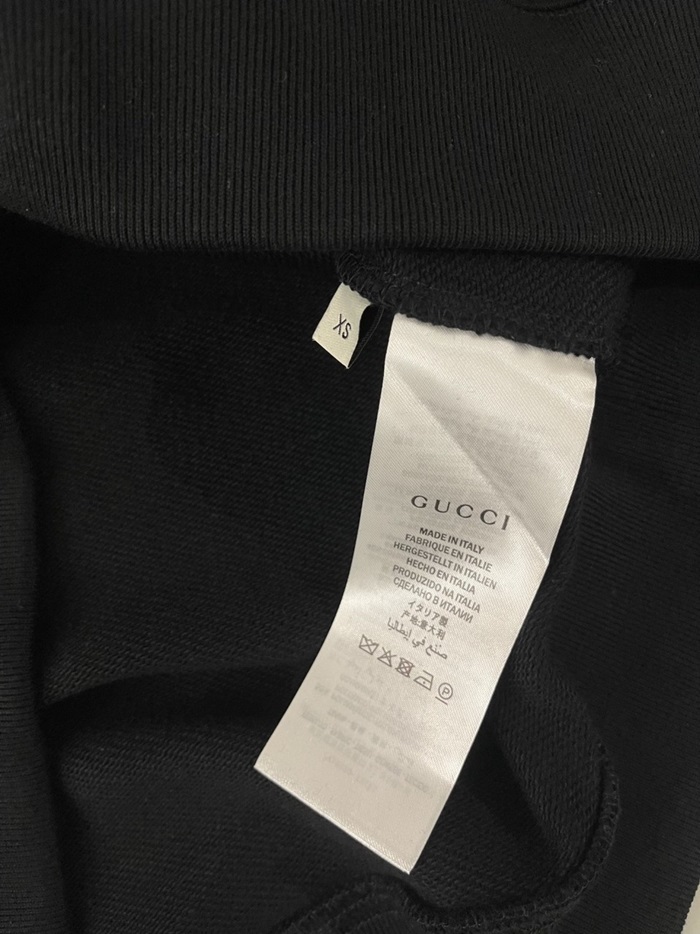 XS
GUCCI
MADE IN ITALY
FABRIQUE EN ITALIE
HERGESTELLT IN ITALIEN
HECHO EN ITALIA
PRODUZIDO NA ITALIA
СДЕЛАНО В ИТАЛИИ
イタリア製
产地意大利
صنع في إيطاليا
P